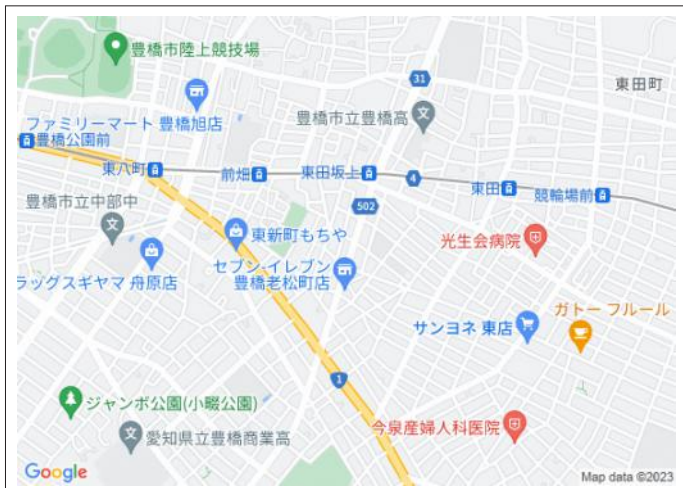 豊橋市陸上競技場
31
東田町
ファミリーマート 豊橋旭店
豊橋市立豊橋高
豊橋公園前
東八町
前畑
東田坂上
4
東田
競輪場前
豊橋市立中部中
502
東新町もちや
光生会病院
ラッグスギヤマ 舟原店
セブン-イレブン
豊橋老松町店
ガトー フルール
サンヨネ 東店
1
ジャンボ公園(小畷公園)
今泉産婦人科医院
愛知県立豊橋商業高
Google
Map data ©2023